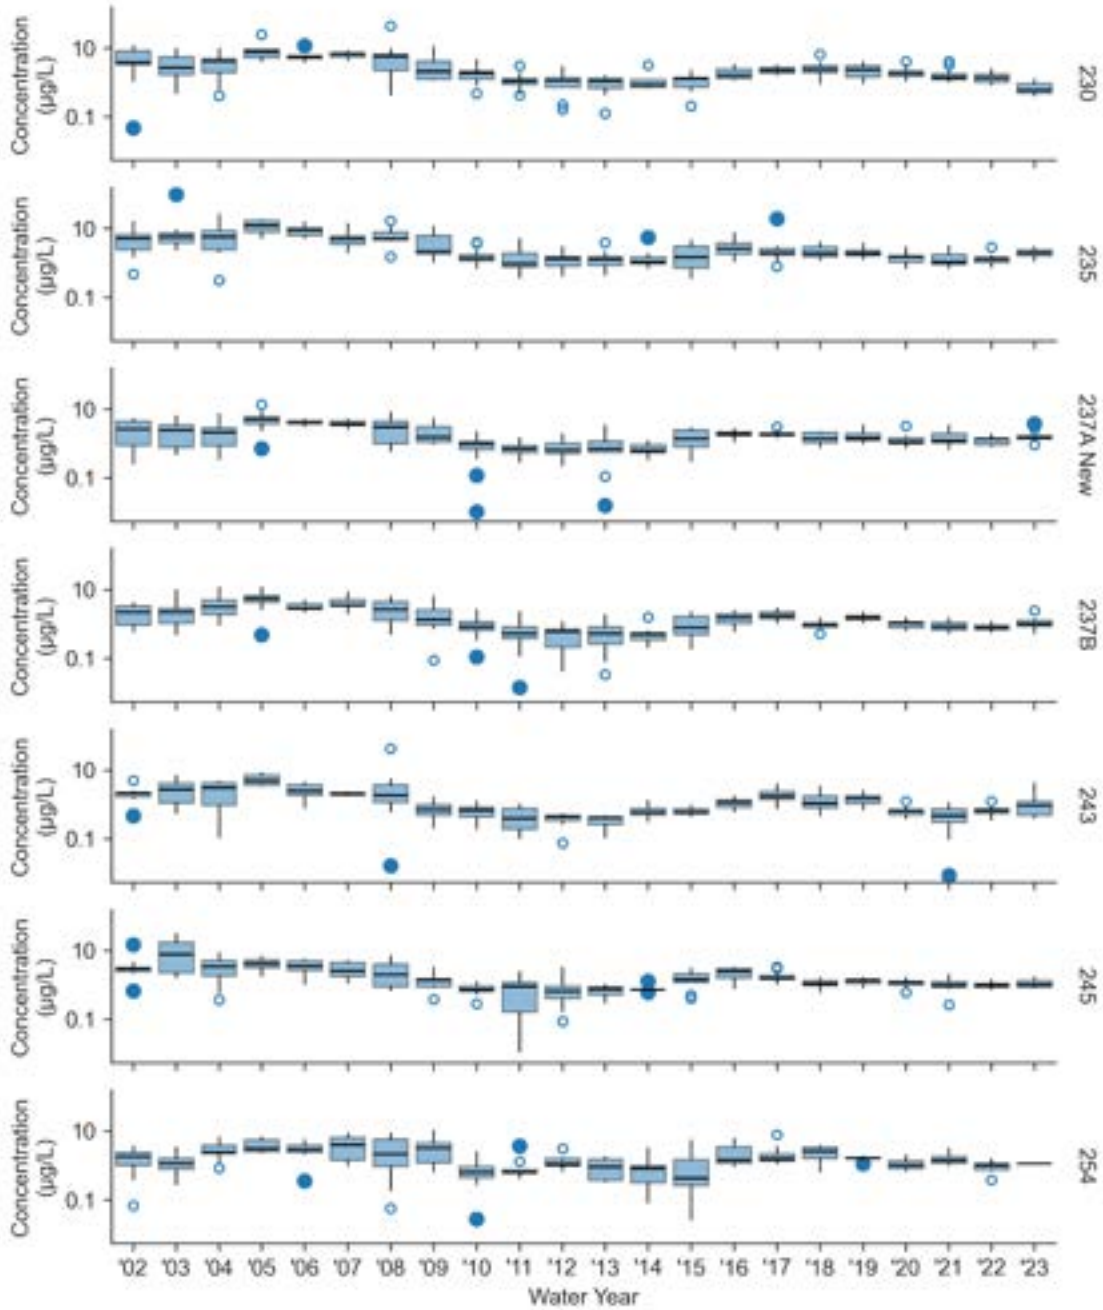 Concentration
(µg/L)
10
0.1
230
Concentration
(µg/L)
10
0.1
235
Concentration
(µg/L)
10
0.1
237A New
Concentration
(µg/L)
10
0.1
237B
Concentration
(µg/L)
10
0.1
243
Concentration
(µg/L)
10
0.1
245
Concentration
(µg/L)
10
0.1
254
'02 '03 '04 '05 '06 '07 '08 '09 '10 '11 '12 '13 '14 '15 '16 '17 '18 '19 '20 '21 '22 '23
Water Year